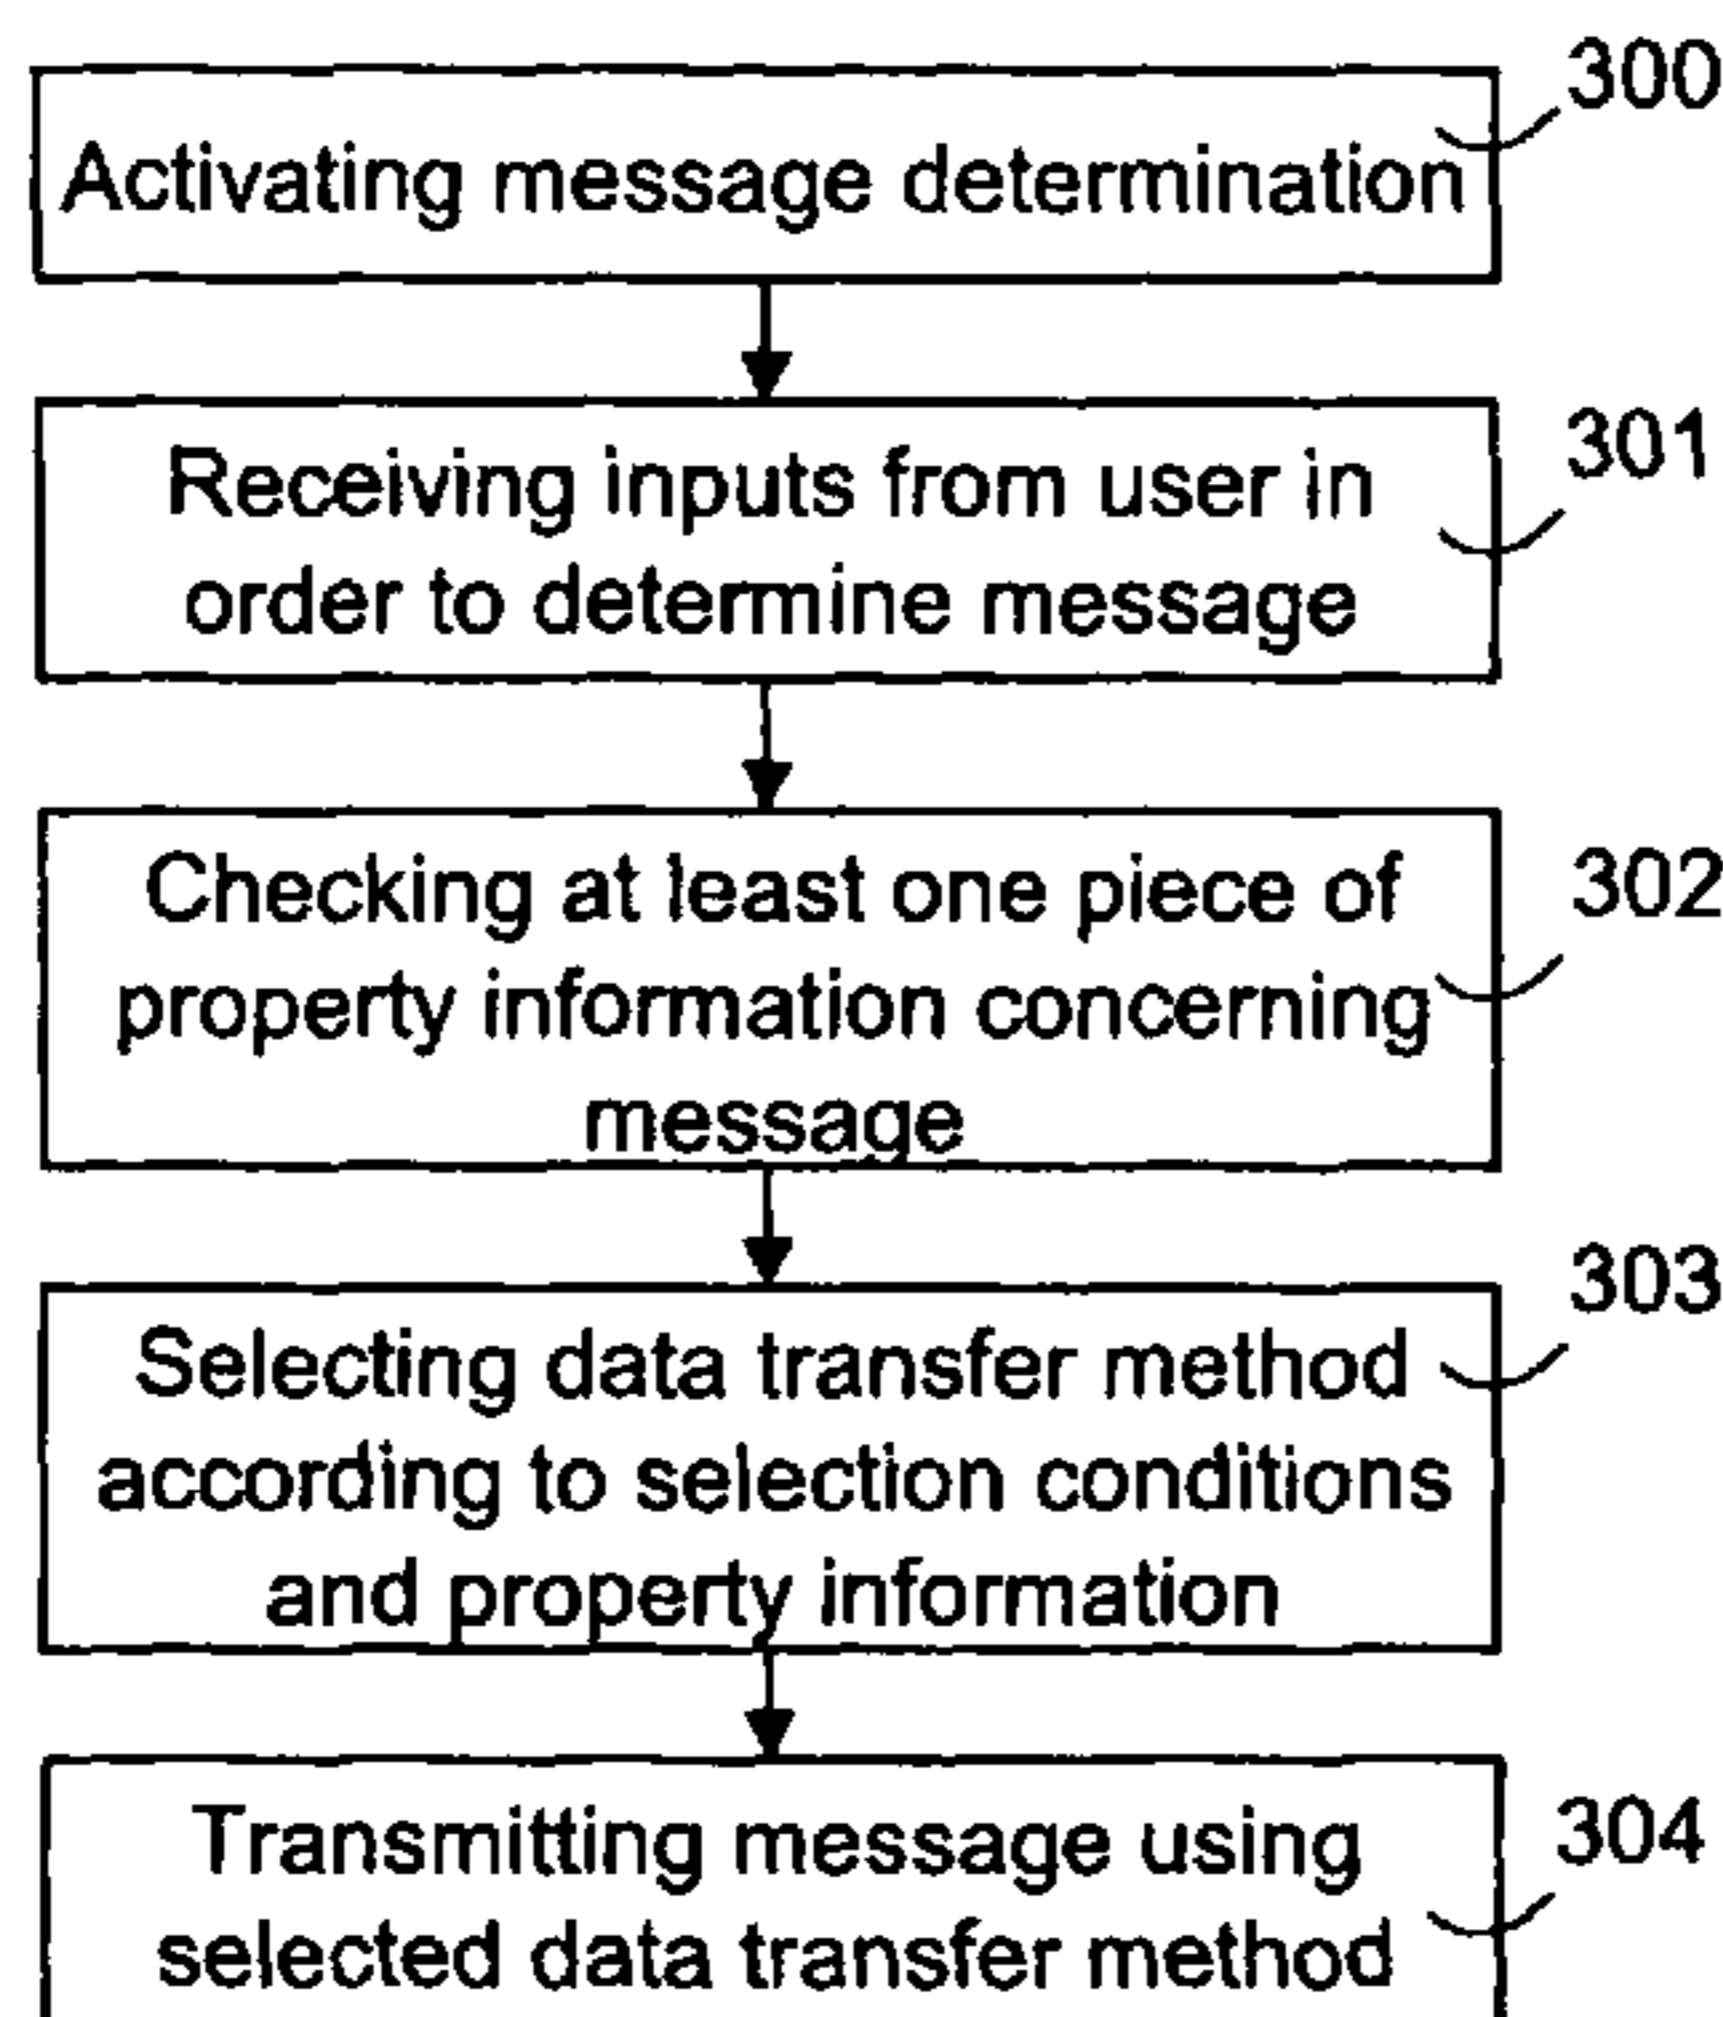 300
Activating message determination
301
Receiving inputs from user in
order to determine message
302
Checking at least one piece of
property information concerning
message
303
Selecting data transfer method
according to selection conditions
and property information
304
Transmitting message using
selected data transfer method